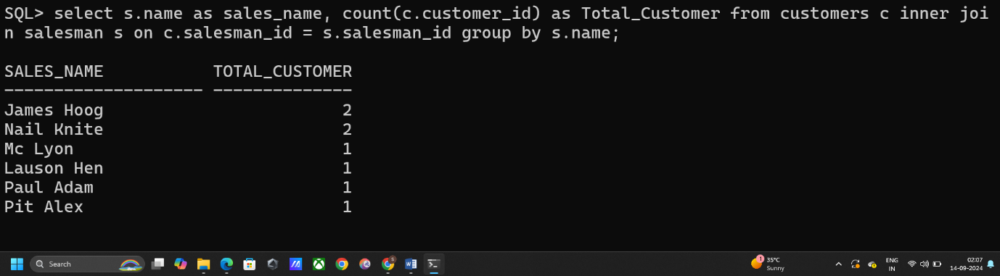 SQL> select s.name as sales_name, count(c.customer_id) as Total_Customer from customers c inner joi
n salesman s on c.salesman_id = s.salesman_id group by s.name;
SALES_NAME TOTAL_CUSTOMER
-------------------- --------------
James Hoog 2
Nail Knite 2
Mc Lyon 1
Lauson Hen 1
Paul Adam 1
Pit Alex 1
Search
1
35°C
Sunny
ENG
IN
02:07
14-09-2024